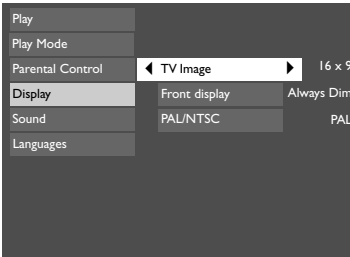 Play
Play Mode
Parental Control
TV Image
16 x 9
Display
Front display
Always Dim
Sound
PAL/NTSC
PAL
Languages